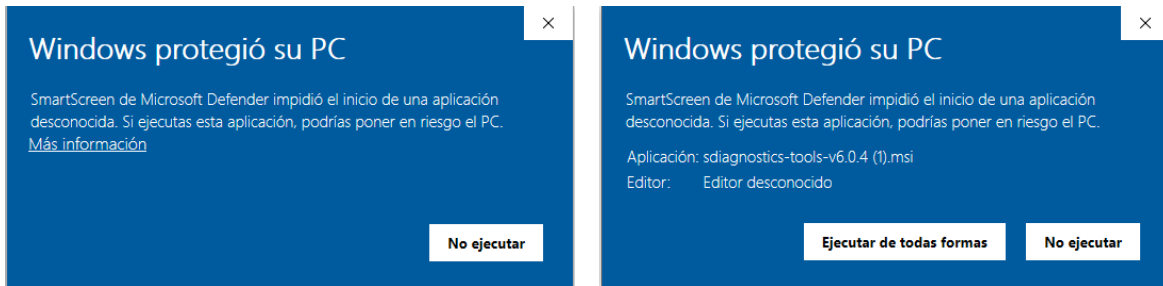 Windows protegió su PC
SmartScreen de Microsoft Defender impidió el inicio de una aplicación
desconocida. Si ejecutas esta aplicación, podrías poner en riesgo el PC.
Más información
No ejecutar
Windows protegió su PC
SmartScreen de Microsoft Defender impidió el inicio de una aplicación
desconocida. Si ejecutas esta aplicación, podrías poner en riesgo el PC.
Aplicación: sdiagnostics-tools-v6.0.4 (1).msi
Editor: Editor desconocido
Ejecutar de todas formas No ejecutar